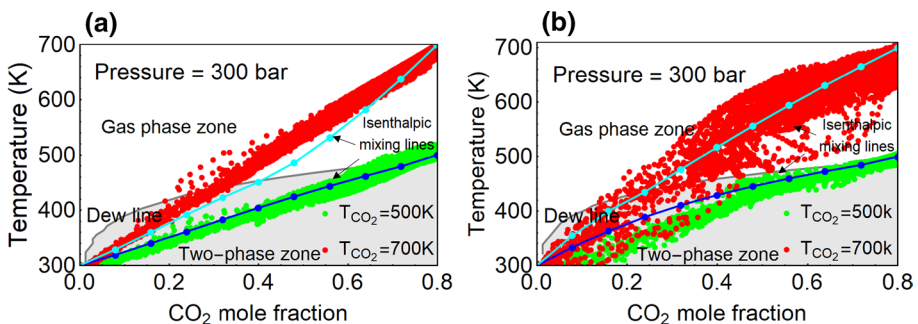 (a)
700
600
500
400
300
Temperature (K)
Pressure = 300 bar
Gas phase zone
Isenthalpic
mixing lines
Dew line
Two-phase zone
T_CO₂=500K
T_CO₂=700K
0.0 0.2 0.4 0.6 0.8
CO₂ mole fraction
(b)
700
600
500
400
300
Temperature (K)
Pressure = 300 bar
Gas phase zone
Isenthalpic
mixing lines
Dew line
Two-phase zone
T_CO₂=500k
T_CO₂=700k
0.0 0.2 0.4 0.6 0.8
CO₂ mole fraction